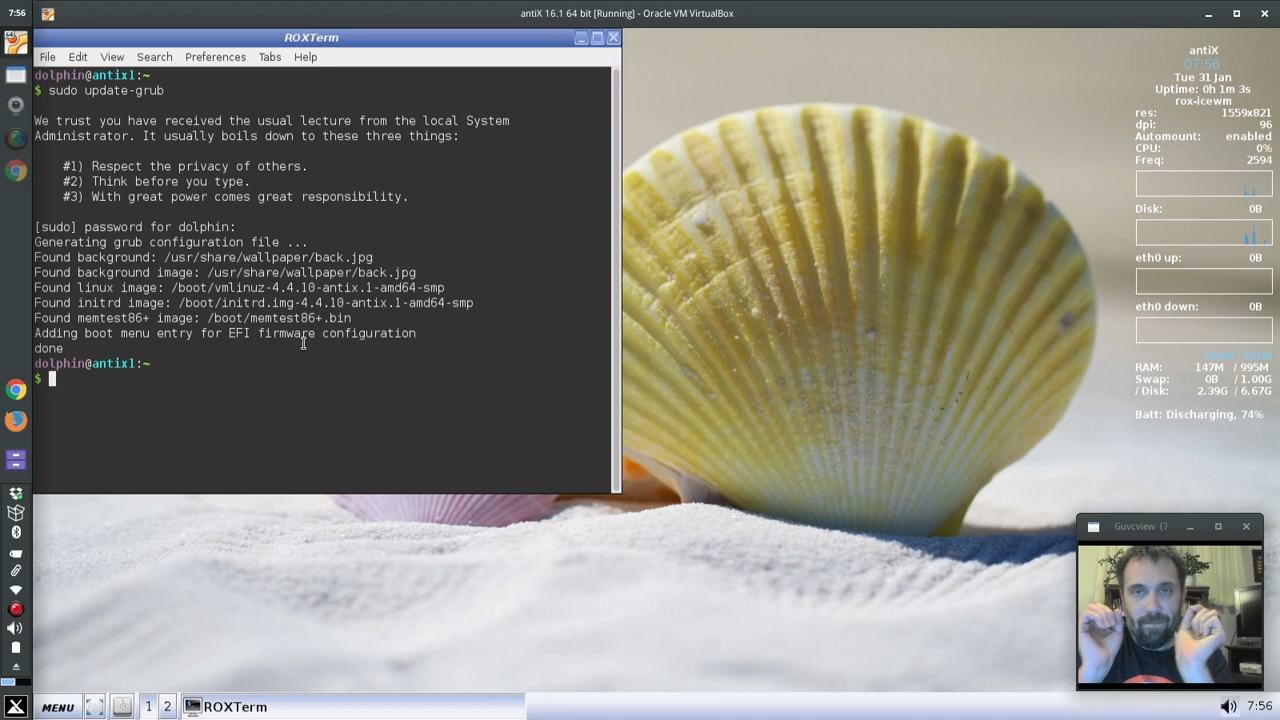 7:56
antiX 16.1 64 bit [Running] - Oracle VM VirtualBox
ROXTerm
File Edit View Search Preferences Tabs Help
dolphin@antix1:~
$ sudo update-grub
We trust you have received the usual lecture from the local System
Administrator. It usually boils down to these three things:
#1) Respect the privacy of others.
#2) Think before you type.
#3) With great power comes great responsibility.
[sudo] password for dolphin:
Generating grub configuration file ...
Found background: /usr/share/wallpaper/back.jpg
Found background image: /usr/share/wallpaper/back.jpg
Found linux image: /boot/vmlinuz-4.4.10-antix.1-amd64-smp
Found initrd image: /boot/initrd.img-4.4.10-antix.1-amd64-smp
Found memtest86+ image: /boot/memtest86+.bin
Adding boot menu entry for EFI firmware configuration
done
dolphin@antix1:~
$
antiX
07:56
Tue 31 Jan
Uptime: 0h 1m 3s
rox-icewm
res: 1559x821
dpi: 96
Automount: enabled
CPU: 0%
Freq: 2594
Disk: 0B
eth0 up: 0B
eth0 down: 0B
Used / Total
RAM: 147M / 995M
Swap: 0B / 1.00G
/ Disk: 2.39G / 6.67G
Batt: Discharging, 74%
Guvcview (7
MENU 1 2 ROXTerm 7:56